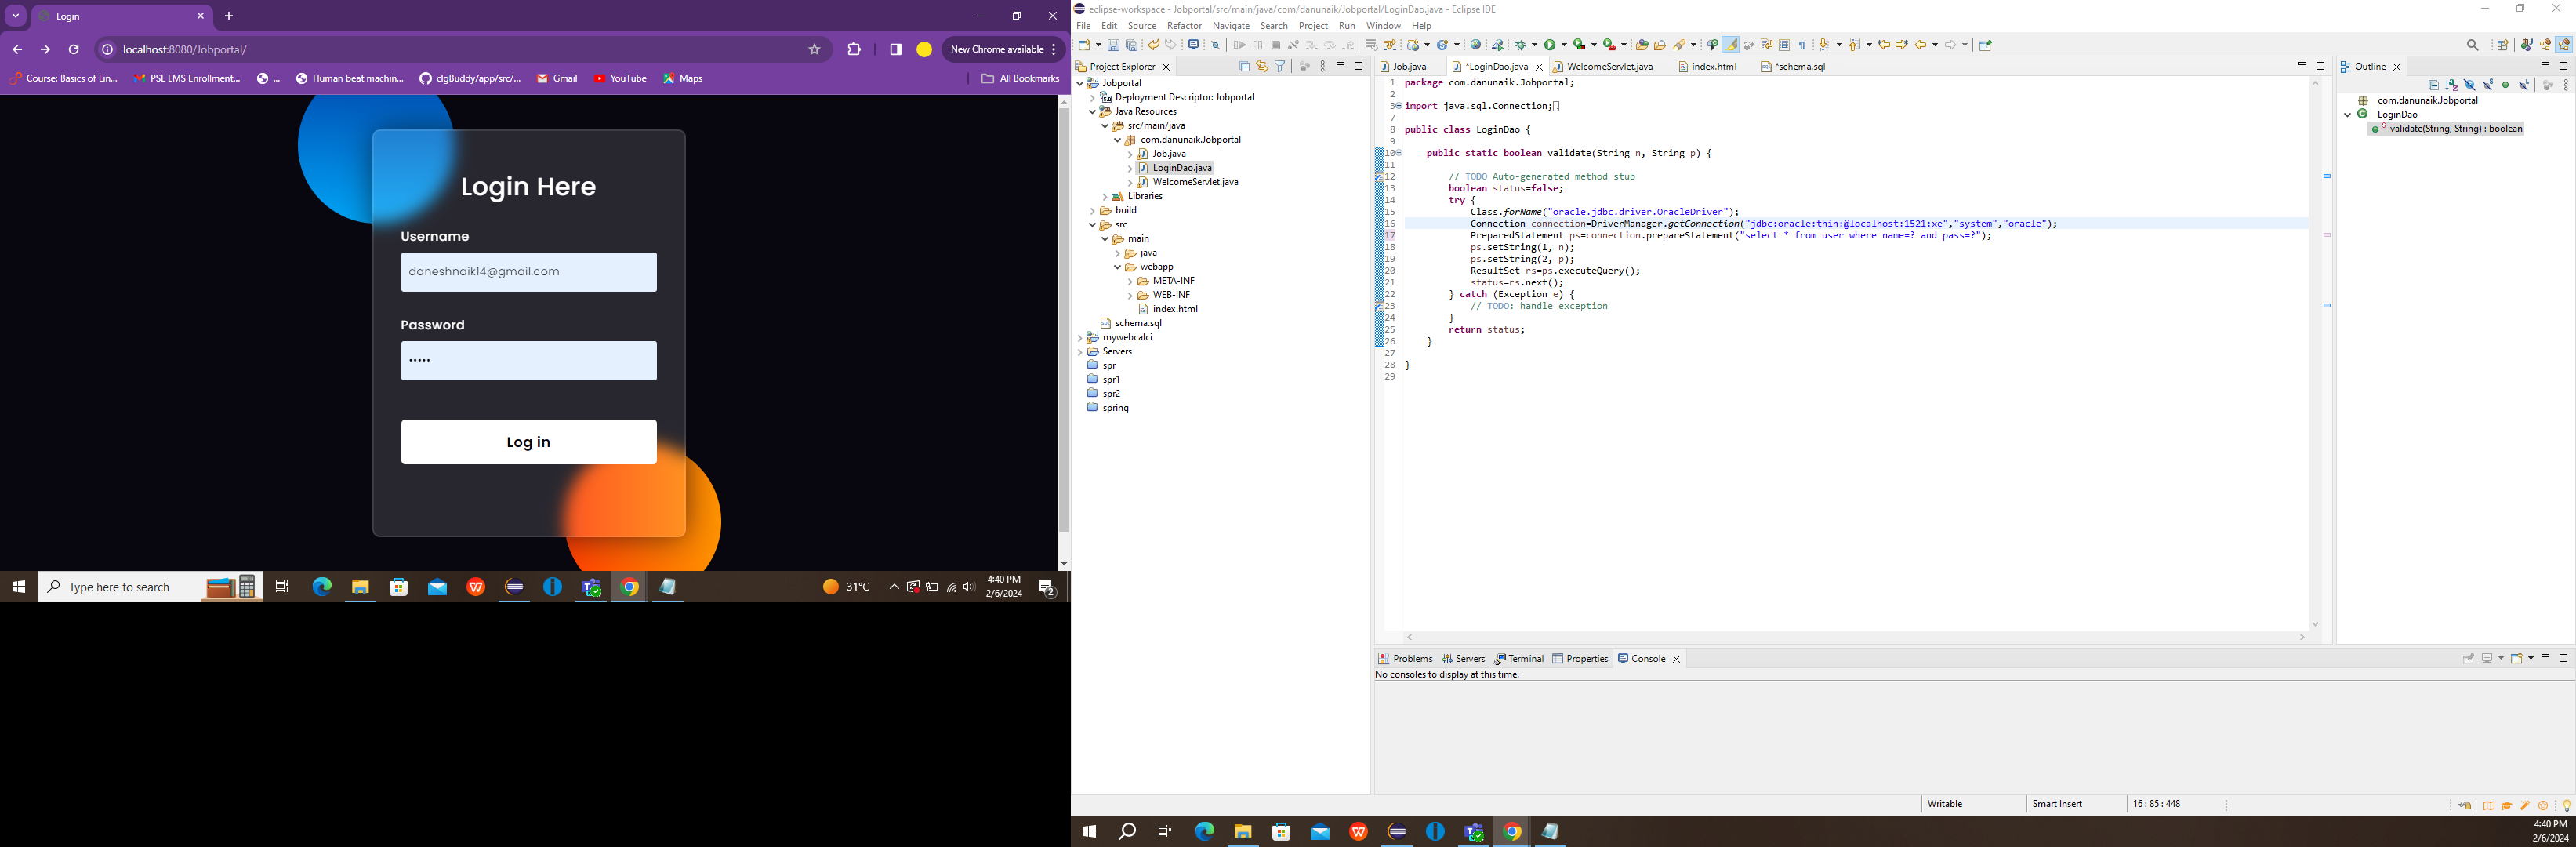 Login
localhost:8080/Jobportal/
New Chrome available
Course: Basics of Lin...
PSL LMS Enrollment...
...
Human beat machin...
clgBuddy/app/src/...
Gmail
YouTube
Maps
All Bookmarks
Login Here
Username
daneshnaik14@gmail.com
Password
•••••
Log in
Type here to search
31°C
4:40 PM
2/6/2024
2
eclipse-workspace - Jobportal/src/main/java/com/danunaik/Jobportal/LoginDao.java - Eclipse IDE
File Edit Source Refactor Navigate Search Project Run Window Help
Project Explorer
Jobportal
Deployment Descriptor: Jobportal
Java Resources
src/main/java
com.danunaik.Jobportal
Job.java
LoginDao.java
WelcomeServlet.java
Libraries
build
src
main
java
webapp
META-INF
WEB-INF
index.html
schema.sql
mywebcalci
Servers
spr
spr1
spr2
spring
Job.java
*LoginDao.java
WelcomeServlet.java
index.html
*schema.sql
1 package com.danunaik.Jobportal;
2
3 import java.sql.Connection;
7
8 public class LoginDao {
9
10 public static boolean validate(String n, String p) {
11
12 // TODO Auto-generated method stub
13 boolean status=false;
14 try {
15 Class.forName("oracle.jdbc.driver.OracleDriver");
16 Connection connection=DriverManager.getConnection("jdbc:oracle:thin:@localhost:1521:xe","system","oracle");
17 PreparedStatement ps=connection.prepareStatement("select * from user where name=? and pass=?");
18 ps.setString(1, n);
19 ps.setString(2, p);
20 ResultSet rs=ps.executeQuery();
21 status=rs.next();
22 } catch (Exception e) {
23 // TODO: handle exception
24 }
25 return status;
26 }
27
28 }
29
Outline
com.danunaik.Jobportal
LoginDao
validate(String, String) : boolean
Problems
Servers
Terminal
Properties
Console
No consoles to display at this time.
Writable
Smart Insert
16 : 85 : 448
4:40 PM
2/6/2024